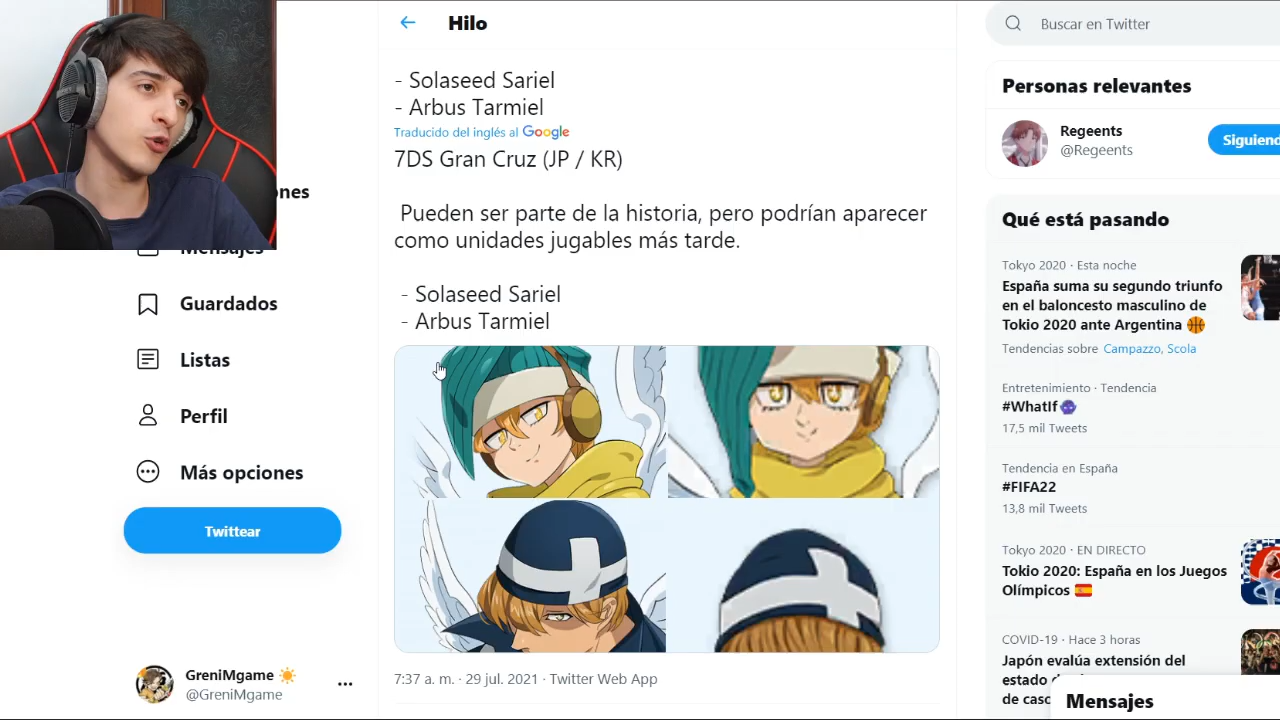 Hilo
- Solaseed Sariel
- Arbus Tarmiel
Traducido del inglés al Google
7DS Gran Cruz (JP / KR)
Pueden ser parte de la historia, pero podrían aparecer
como unidades jugables más tarde.
- Solaseed Sariel
- Arbus Tarmiel
7:37 a. m. · 29 jul. 2021 · Twitter Web App
Mensajes
Guardados
Listas
Perfil
Más opciones
Twittear
GreniMgame
@GreniMgame
Buscar en Twitter
Personas relevantes
Regeents
@Regeents
Qué está pasando
Tokyo 2020 · Esta noche
España suma su segundo triunfo
en el baloncesto masculino de
Tokio 2020 ante Argentina
Tendencias sobre Campazzo, Scola
Entretenimiento · Tendencia
#WhatIf
17,5 mil Tweets
Tendencia en España
#FIFA22
13,8 mil Tweets
Tokyo 2020 · EN DIRECTO
Tokio 2020: España en los Juegos
Olímpicos
COVID-19 · Hace 3 horas
Japón evalúa extensión del
estado
de
Mensajes